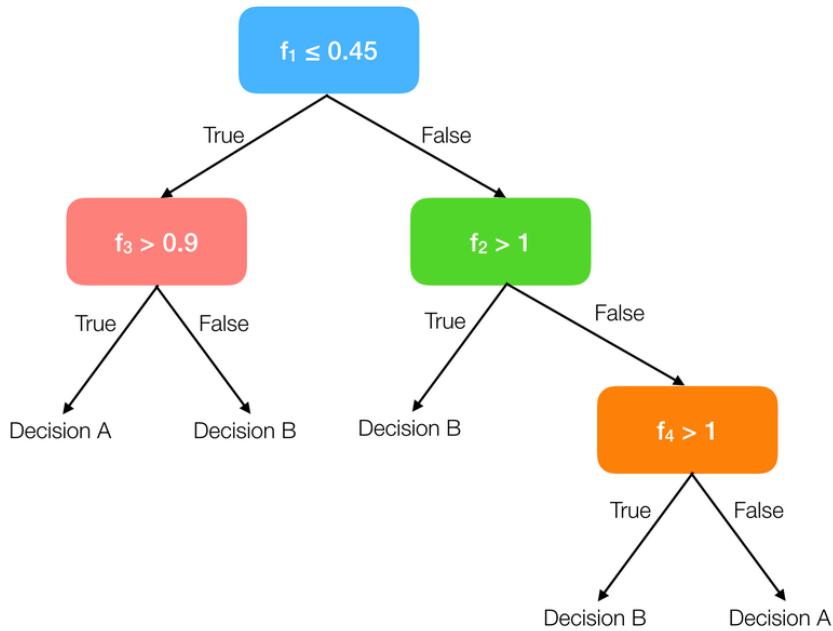 f₁ ≤ 0.45
True
False
f₃ > 0.9
f₂ > 1
True
False
True
False
Decision A
Decision B
Decision B
f₄ > 1
True
False
Decision B
Decision A